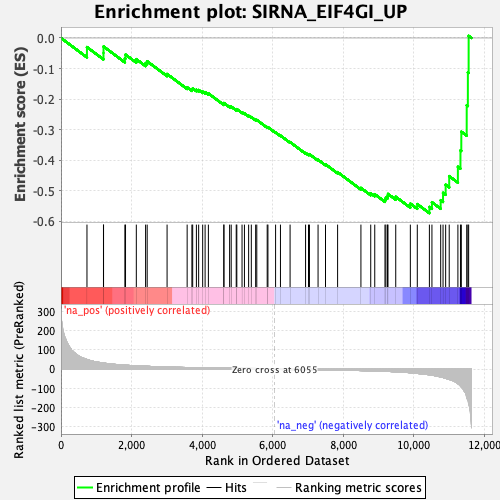 Enrichment plot: SIRNA_EIF4GI_UP
Enrichment score (ES)
0.0
-0.1
-0.2
-0.3
-0.4
-0.5
-0.6
'na_pos' (positively correlated)
Ranked list metric (PreRanked)
300
200
100
0
-100
-200
-300
Zero cross at 6055
'na_neg' (negatively correlated)
0
2,000
4,000
6,000
8,000
10,000
12,000
Rank in Ordered Dataset
Enrichment profile
Hits
Ranking metric scores